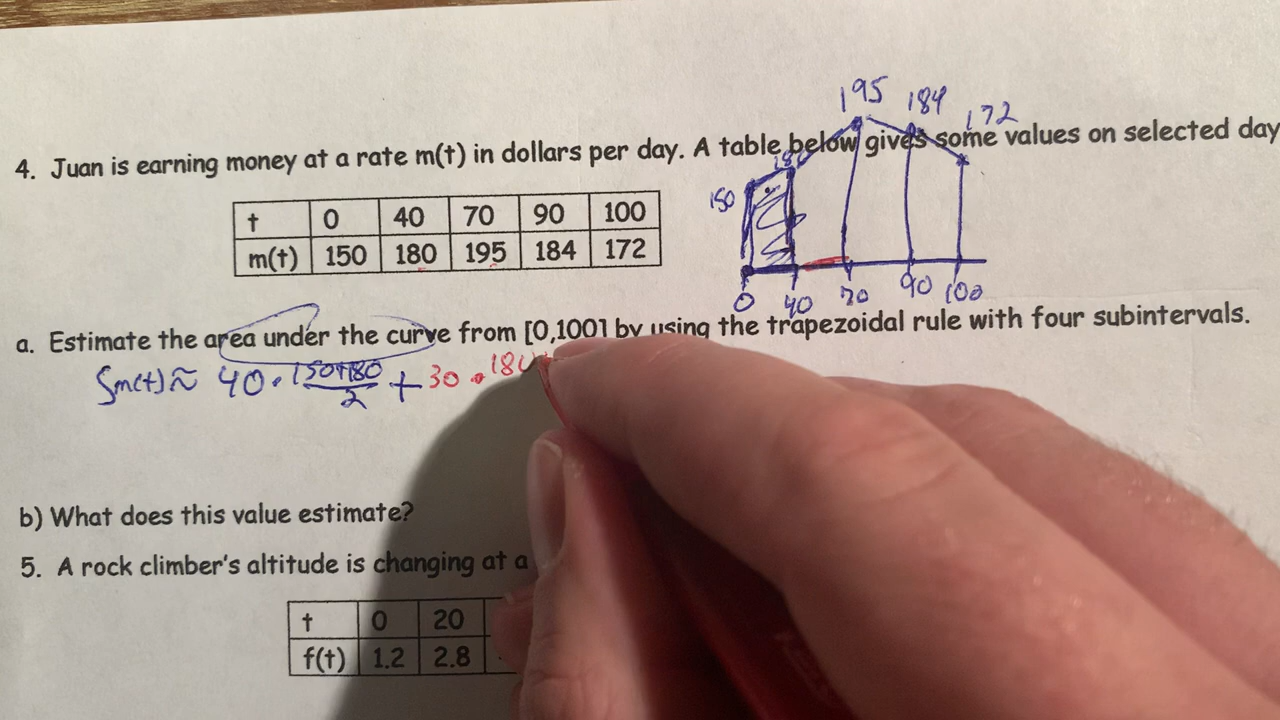 195 184 172
4. Juan is earning money at a rate m(t) in dollars per day. A table below gives some values on selected day
150
t 0 40 70 90 100
m(t) 150 180 195 184 172
0 40 70 90 100
a. Estimate the area under the curve from [0,100] by using the trapezoidal rule with four subintervals.
∫m(t) ≈ 40 · 150+180/2 + 30 · 180
b) What does this value estimate?
5. A rock climber's altitude is changing at a
t 0 20
f(t) 1.2 2.8